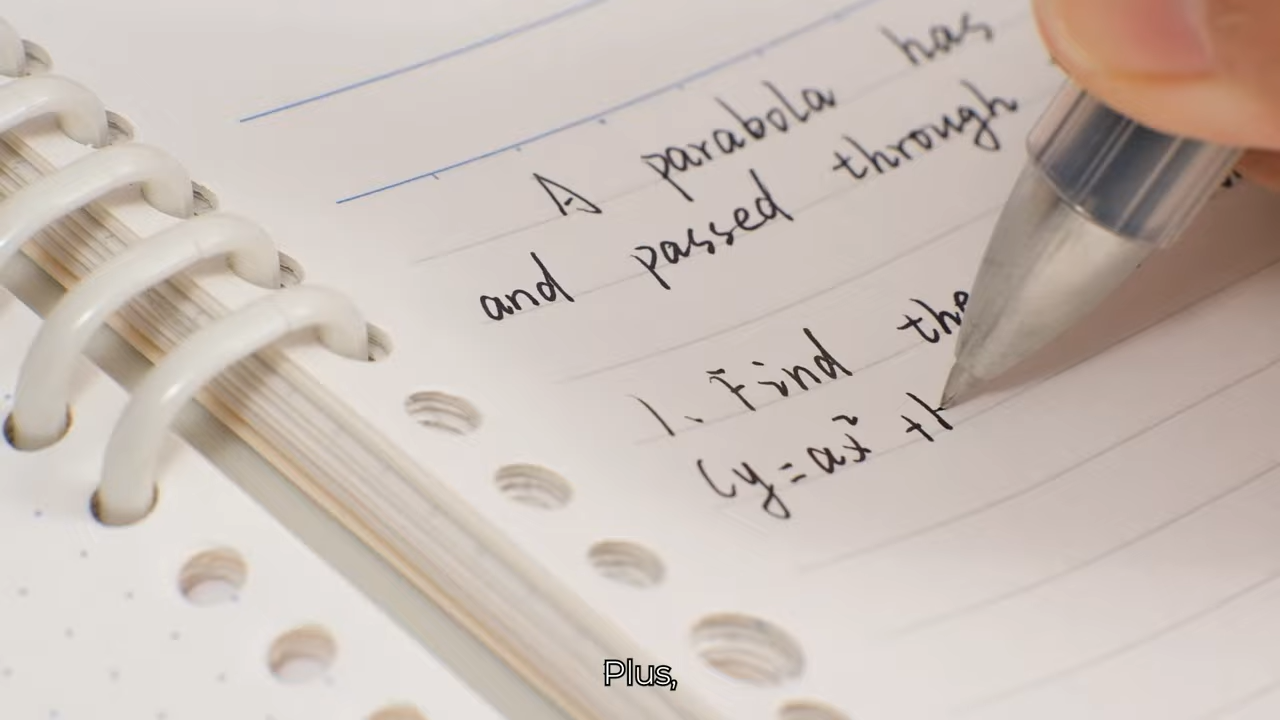 A parabola has
and passed through
1. Find the
(y=ax² +
Plus,